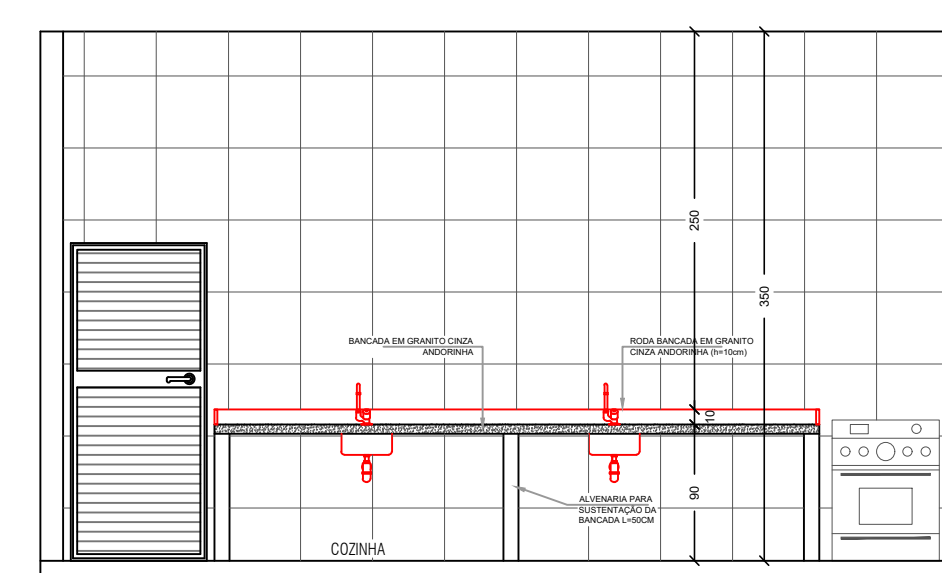 250
350
BANCADA EM GRANITO CINZA
ANDORINHA
RODA BANCADA EM GRANITO
CINZA ANDORINHA (h=10cm)
10
90
ALVENARIA PARA
SUSTENTAÇÃO DA
BANCADA L=50CM
COZINHA